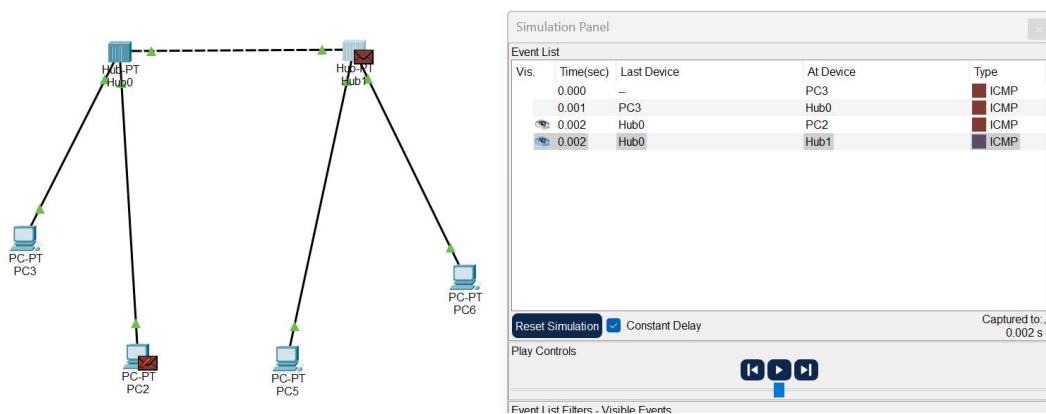 Hub-PT
Hub0
Hub1
PC-PT
PC3
PC-PT
PC2
PC-PT
PC5
PC-PT
PC6
Simulation Panel
Event List
Vis. Time(sec) Last Device At Device Type
0.000 -- PC3 ICMP
0.001 PC3 Hub0 ICMP
0.002 Hub0 PC2 ICMP
0.002 Hub0 Hub1 ICMP
Reset Simulation Constant Delay
Captured to:
0.002 s
Play Controls
Event List Filters - Visible Events